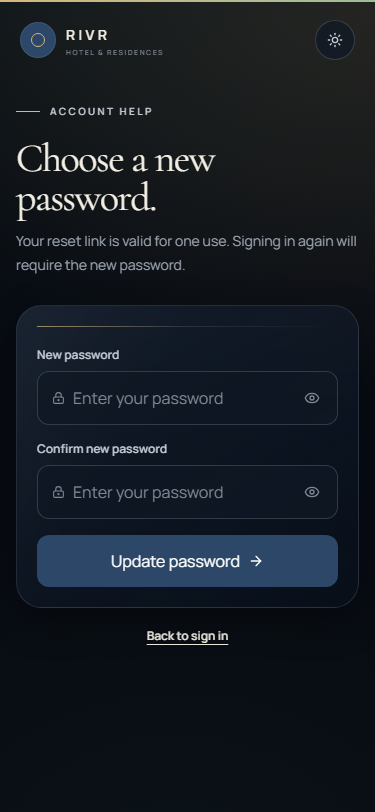 RIVR
HOTEL & RESIDENCES
ACCOUNT HELP
Choose a new
password.
Your reset link is valid for one use. Signing in again will
require the new password.
New password
Enter your password
Confirm new password
Enter your password
Update password →
Back to sign in